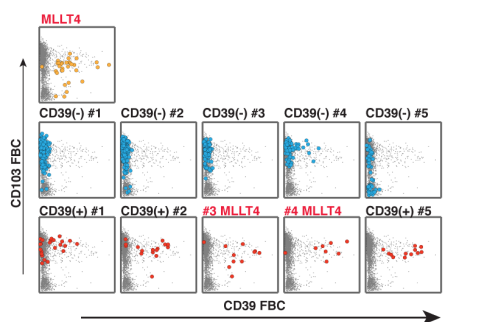 MLLT4
CD39(-) #1 CD39(-) #2 CD39(-) #3 CD39(-) #4 CD39(-) #5
CD39(+) #1 CD39(+) #2 #3 MLLT4 #4 MLLT4 CD39(+) #5
CD103 FBC
CD39 FBC